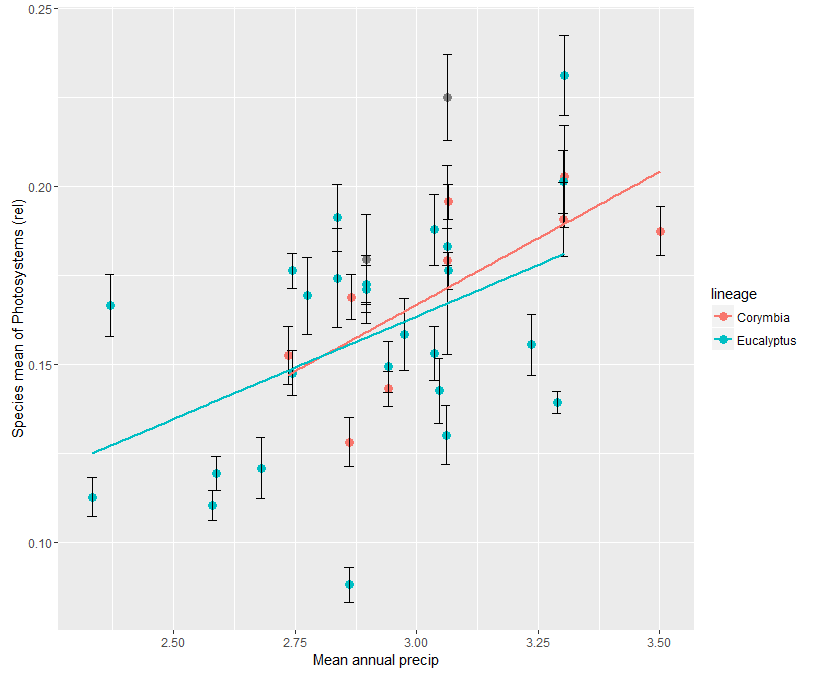 0.25
0.20
0.15
0.10
Species mean of Photosystems (rel)
2.50 2.75 3.00 3.25 3.50
Mean annual precip
lineage
Corymbia
Eucalyptus